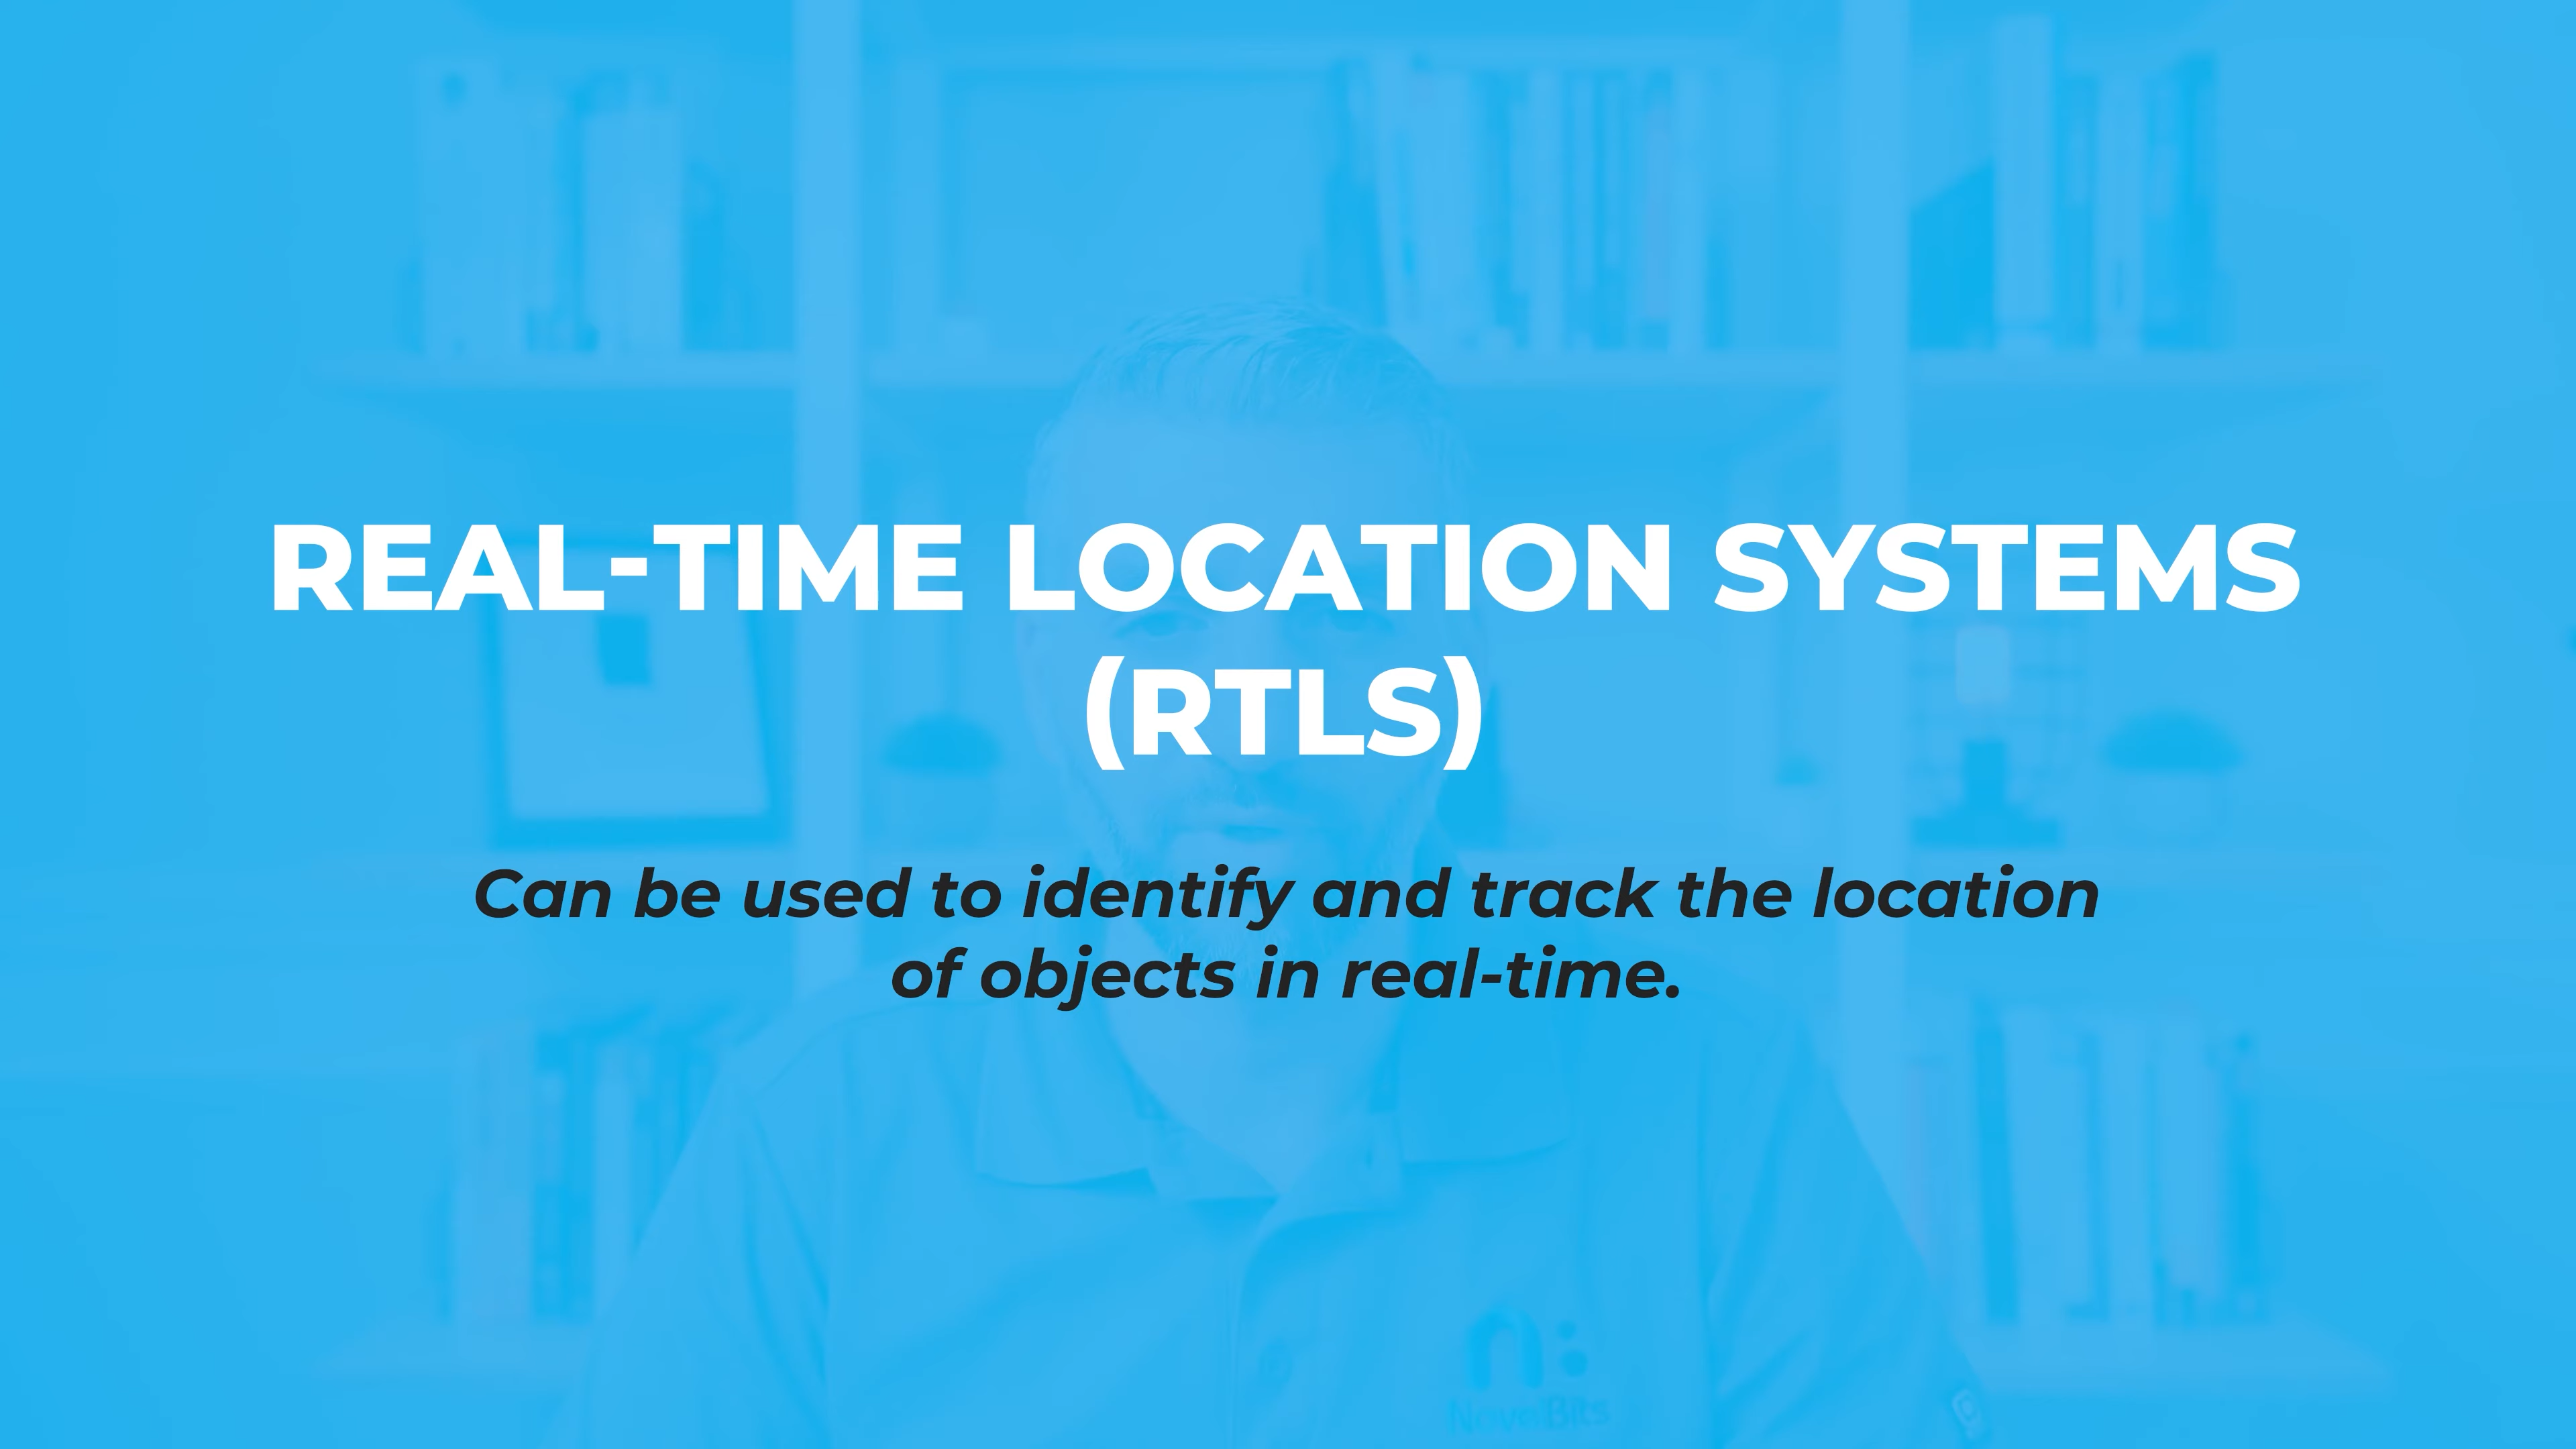 REAL-TIME LOCATION SYSTEMS
(RTLS)
Can be used to identify and track the location
of objects in real-time.
n:
NovelBits